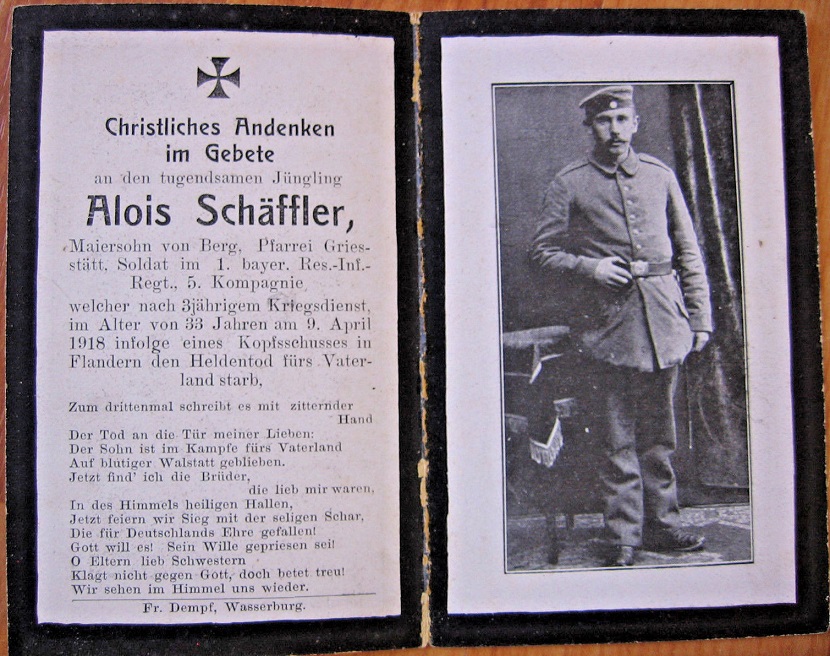 Christliches Andenken
im Gebete
an den tugendsamen Jüngling
Alois Schäffler,
Maiersohn von Berg, Pfarrei Gries-
stätt, Soldat im 1. bayer. Res.-Inf.-
Regt., 5. Kompagnie
welcher nach 3jährigem Kriegsdienst,
im Alter von 33 Jahren am 9. April
1918 infolge eines Kopfschusses in
Flandern den Heldentod fürs Vater-
land starb,
Zum drittenmal schreibt es mit zitternder
Hand
Der Tod an die Tür meiner Lieben:
Der Sohn ist im Kampfe fürs Vaterland
Auf blutiger Walstatt geblieben.
Jetzt find' ich die Brüder,
die lieb mir waren,
In des Himmels heiligen Hallen,
Jetzt feiern wir Sieg mit der seligen Schar,
Die für Deutschlands Ehre gefallen!
Gott will es! Sein Wille gepriesen sei!
O Eltern lieb Schwestern
Klagt nicht gegen Gott, doch betet treu!
Wir sehen im Himmel uns wieder.
Fr. Dempf, Wasserburg.